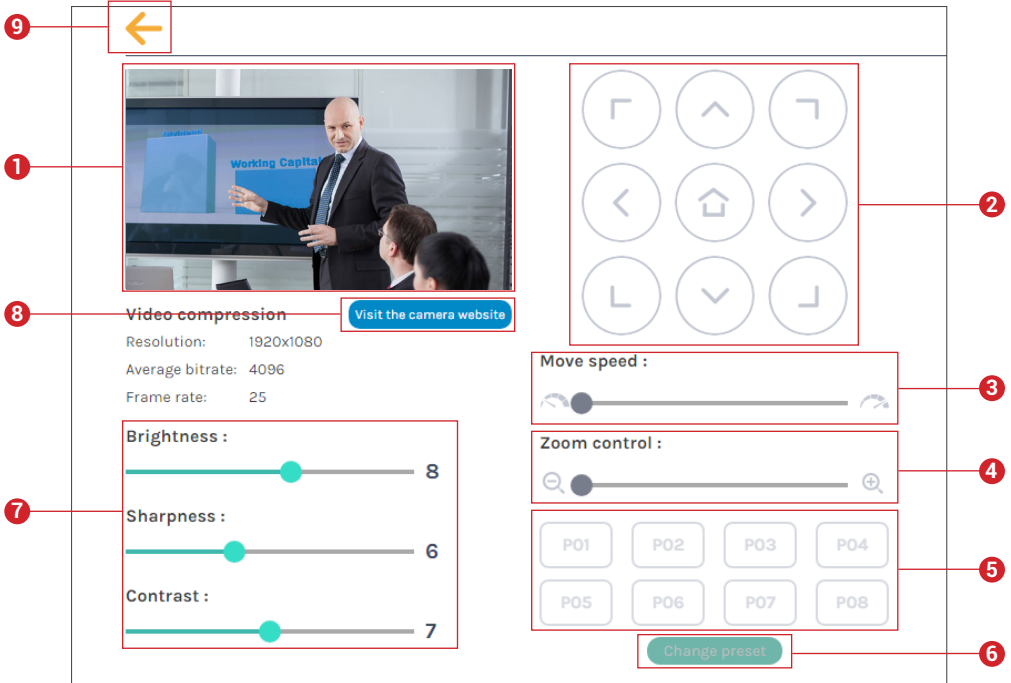 9
1
Working Capital
2
8
Video compression
Visit the camera website
Resolution: 1920x1080
Average bitrate: 4096
Frame rate: 25
Move speed :
3
Zoom control :
4
7
Brightness :
8
Sharpness :
6
Contrast :
7
P01 P02 P03 P04
P05 P06 P07 P08
5
Change preset
6